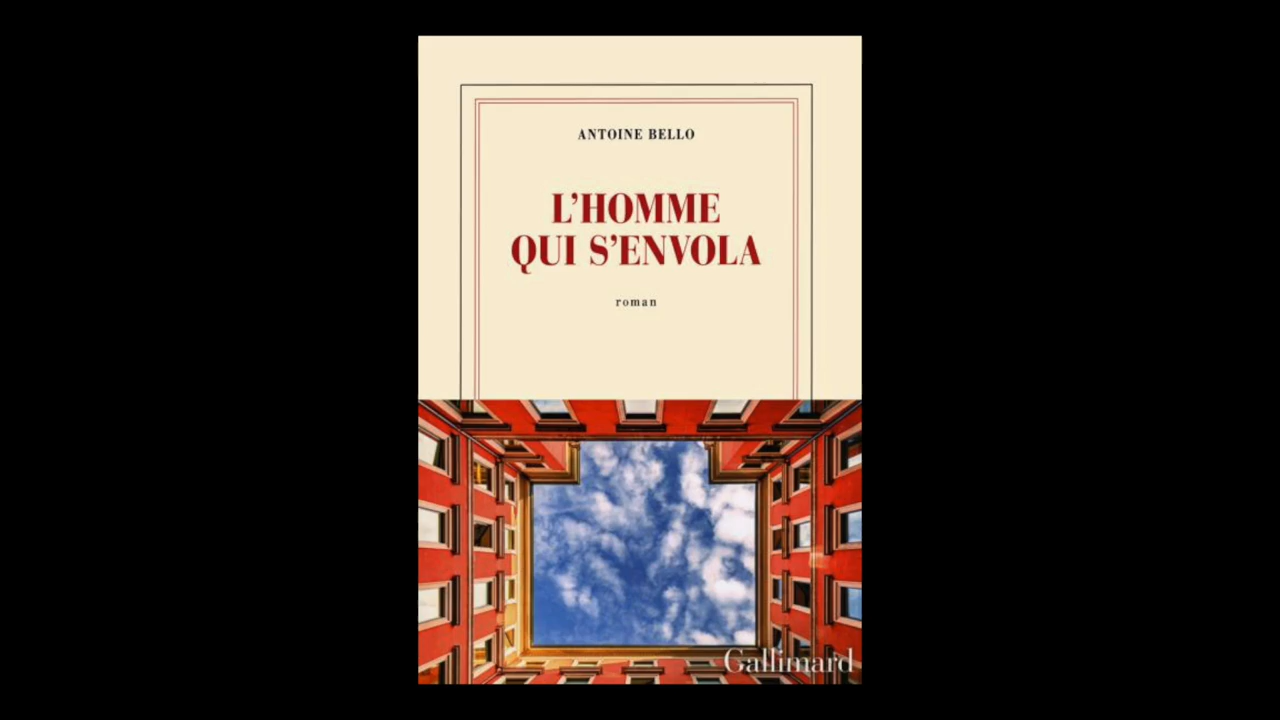 ANTOINE BELLO
L’HOMME
QUI S’ENVOLA
roman
Gallimard